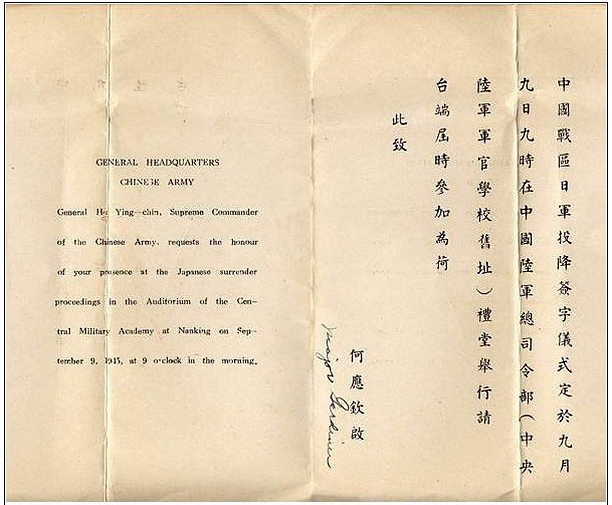 GENERAL HEADQUARTERS
CHINESE ARMY
General Ho Ying—chin, Supreme Commander
of the Chinese Army, requests the honour
of your presence at the Japanese surrender
proceedings in the Auditorium of the Cen-
tral Military Academy at Nanking on Sep-
tember 9, 1945, at 9 o'clock in the morning.
中國戰區日軍投降簽字儀式定於九月
九日九時在中國陸軍總司令部（中央
陸軍軍官學校舊址）禮堂舉行請
台端屆時參加為荷
此致
何應欽啟
Major Gardiner